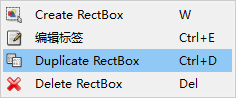 Create RectBox W
编辑标签 Ctrl+E
Duplicate RectBox Ctrl+D
Delete RectBox Del